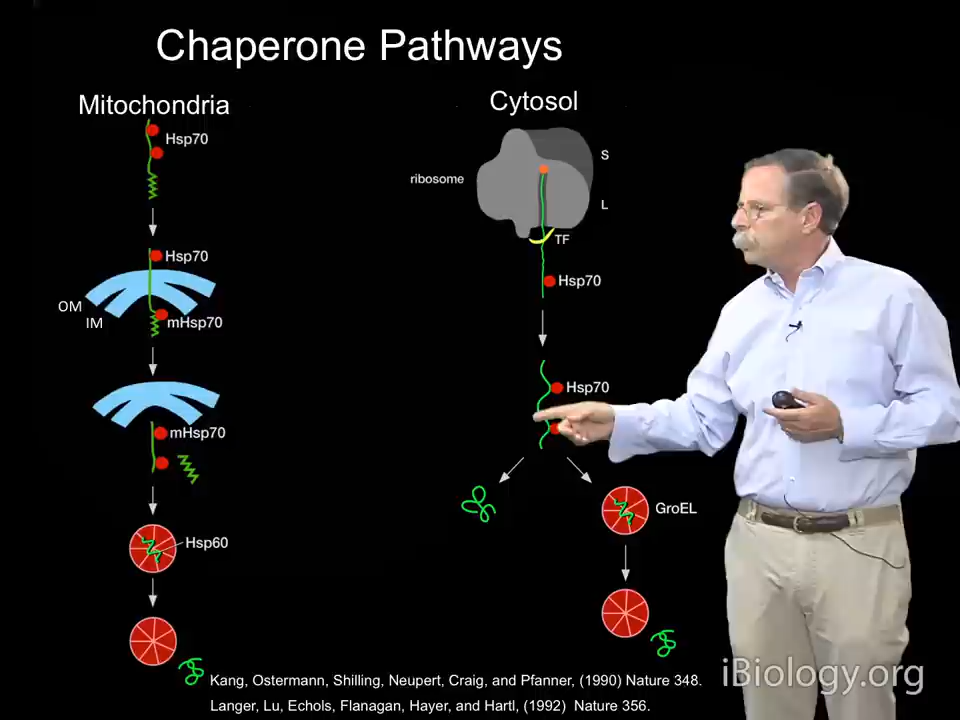 Chaperone Pathways
Mitochondria
Hsp70
Hsp70
OM
IM
mHsp70
mHsp70
Hsp60
Cytosol
ribosome
S
L
TF
Hsp70
Hsp70
GroEL
Kang, Ostermann, Shilling, Neupert, Craig, and Pfanner, (1990) Nature 348.
Langer, Lu, Echols, Flanagan, Hayer, and Hartl, (1992) Nature 356.
iBiology.org